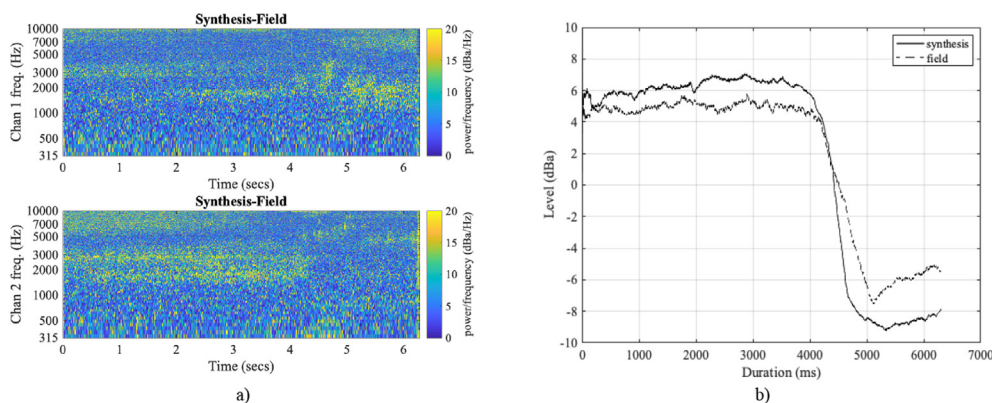 Synthesis-Field
10000
7000
5000
3000
2000
1000
500
315
Chan 1 freq. (Hz)
0 1 2 3 4 5 6
Time (secs)
20
15
10
5
0
power/frequency (dBa/Hz)
Synthesis-Field
10000
7000
5000
3000
2000
1000
500
315
Chan 2 freq. (Hz)
0 1 2 3 4 5 6
Time (secs)
20
15
10
5
0
power/frequency (dBa/Hz)
a)
10
8
6
4
2
0
-2
-4
-6
-8
-10
Level (dBa)
synthesis
field
0 1000 2000 3000 4000 5000 6000 7000
Duration (ms)
b)